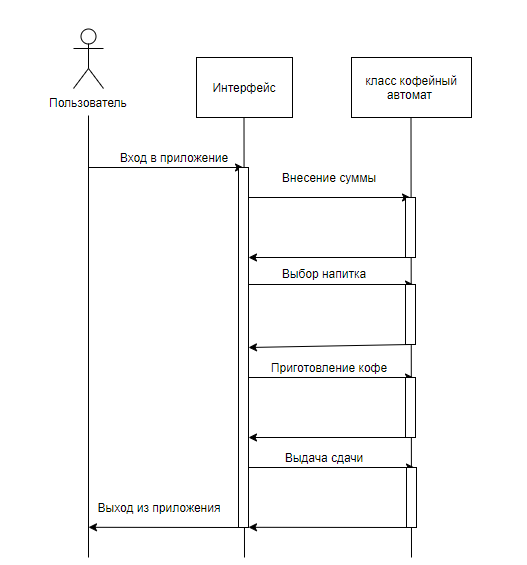 Пользователь
Интерфейс
класс кофейный
автомат
Вход в приложение
Внесение суммы
Выбор напитка
Приготовление кофе
Выдача сдачи
Выход из приложения